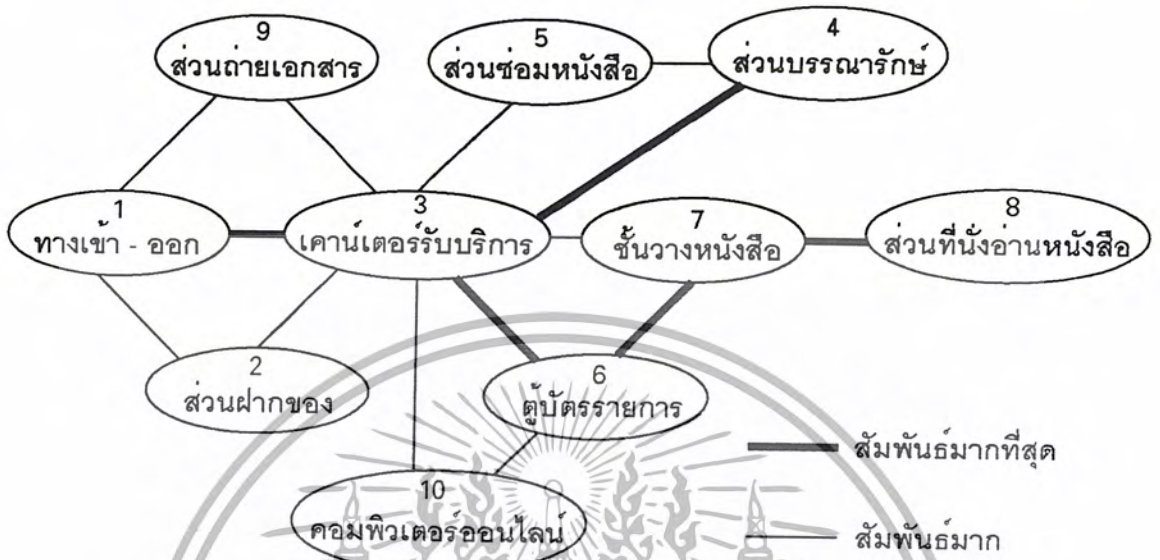 9
ส่วนถ่ายเอกสาร
5
ส่วนซ่อมหนังสือ
4
ส่วนบรรณารักษ์
1
ทางเข้า - ออก
3
เคาน์เตอร์รับบริการ
7
ชั้นวางหนังสือ
8
ส่วนที่นั่งอ่านหนังสือ
2
ส่วนฝากของ
6
ตู้บัตรรายการ
10
คอมพิวเตอร์ออนไลน์
สัมพันธ์มากที่สุด
สัมพันธ์มาก